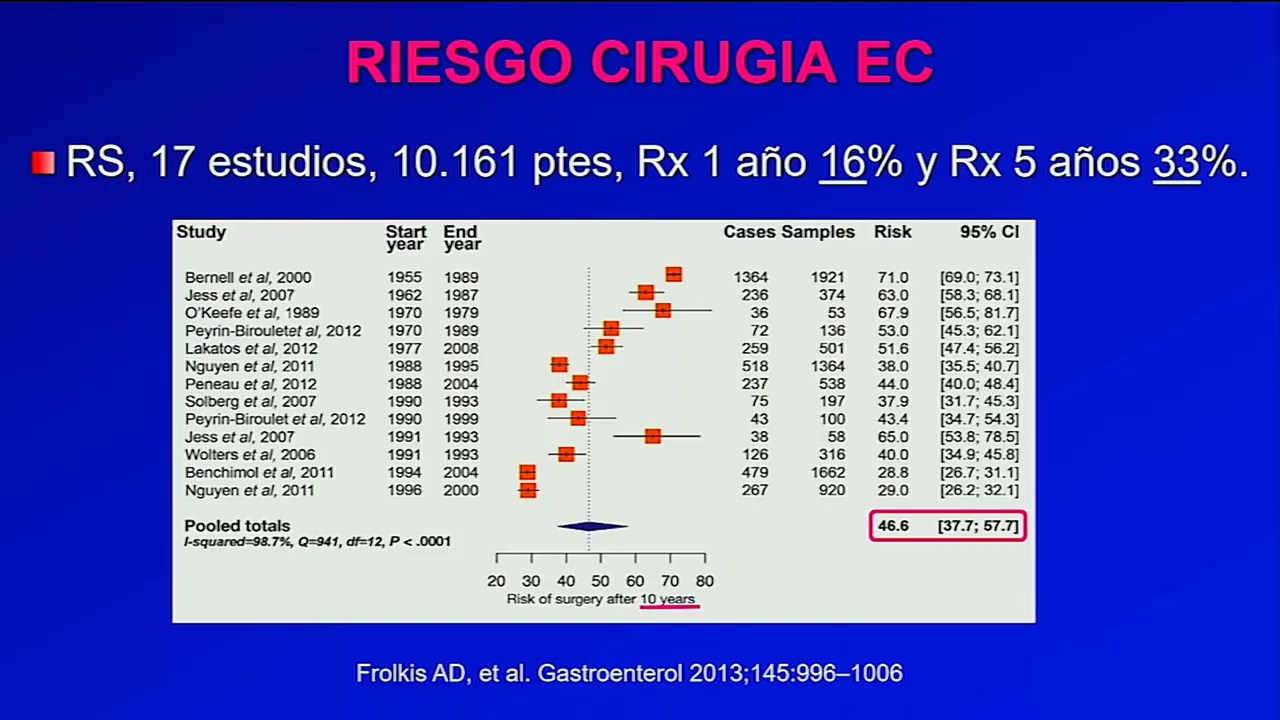 RIESGO CIRUGIA EC
RS, 17 estudios, 10.161 ptes, Rx 1 año 16% y Rx 5 años 33%.
Study Start year End year Cases Samples Risk 95% CI
Bernell et al, 2000 1955 1989 1364 1921 71.0 [69.0; 73.1]
Jess et al, 2007 1962 1987 236 374 63.0 [58.3; 68.1]
O'Keefe et al, 1989 1970 1979 36 53 67.9 [56.5; 81.7]
Peyrin-Birouletet al, 2012 1970 1989 72 136 53.0 [45.3; 62.1]
Lakatos et al, 2012 1977 2008 259 501 51.6 [47.4; 56.2]
Nguyen et al, 2011 1988 1995 518 1364 38.0 [35.5; 40.7]
Peneau et al, 2012 1988 2004 237 538 44.0 [40.0; 48.4]
Solberg et al, 2007 1990 1993 75 197 37.9 [31.7; 45.3]
Peyrin-Biroulet et al, 2012 1990 1999 43 100 43.4 [34.7; 54.3]
Jess et al, 2007 1991 1993 38 58 65.0 [53.8; 78.5]
Wolters et al, 2006 1991 1993 126 316 40.0 [34.9; 45.8]
Benchimol et al, 2011 1994 2004 479 1662 28.8 [26.7; 31.1]
Nguyen et al, 2011 1996 2000 267 920 29.0 [26.2; 32.1]
Pooled totals 46.6 [37.7; 57.7]
I-squared=98.7%, Q=941, df=12, P < .0001
20 30 40 50 60 70 80
Risk of surgery after 10 years
Frolkis AD, et al. Gastroenterol 2013;145:996–1006